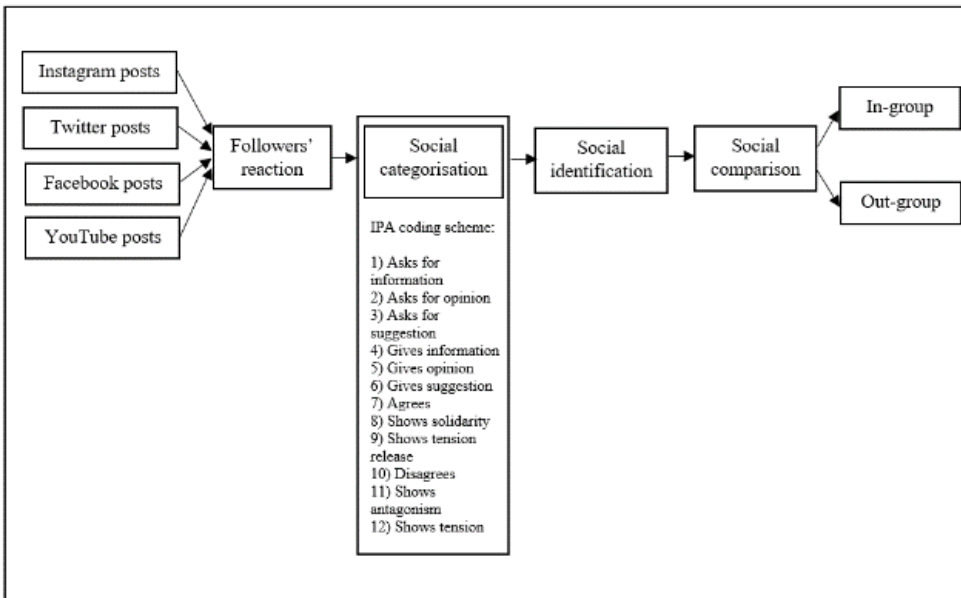 Instagram posts
Twitter posts
Facebook posts
YouTube posts
Followers'
reaction
Social
categorisation
IPA coding scheme:
1) Asks for
information
2) Asks for opinion
3) Asks for
suggestion
4) Gives information
5) Gives opinion
6) Gives suggestion
7) Agrees
8) Shows solidarity
9) Shows tension
release
10) Disagrees
11) Shows
antagonism
12) Shows tension
Social
identification
Social
comparison
In-group
Out-group